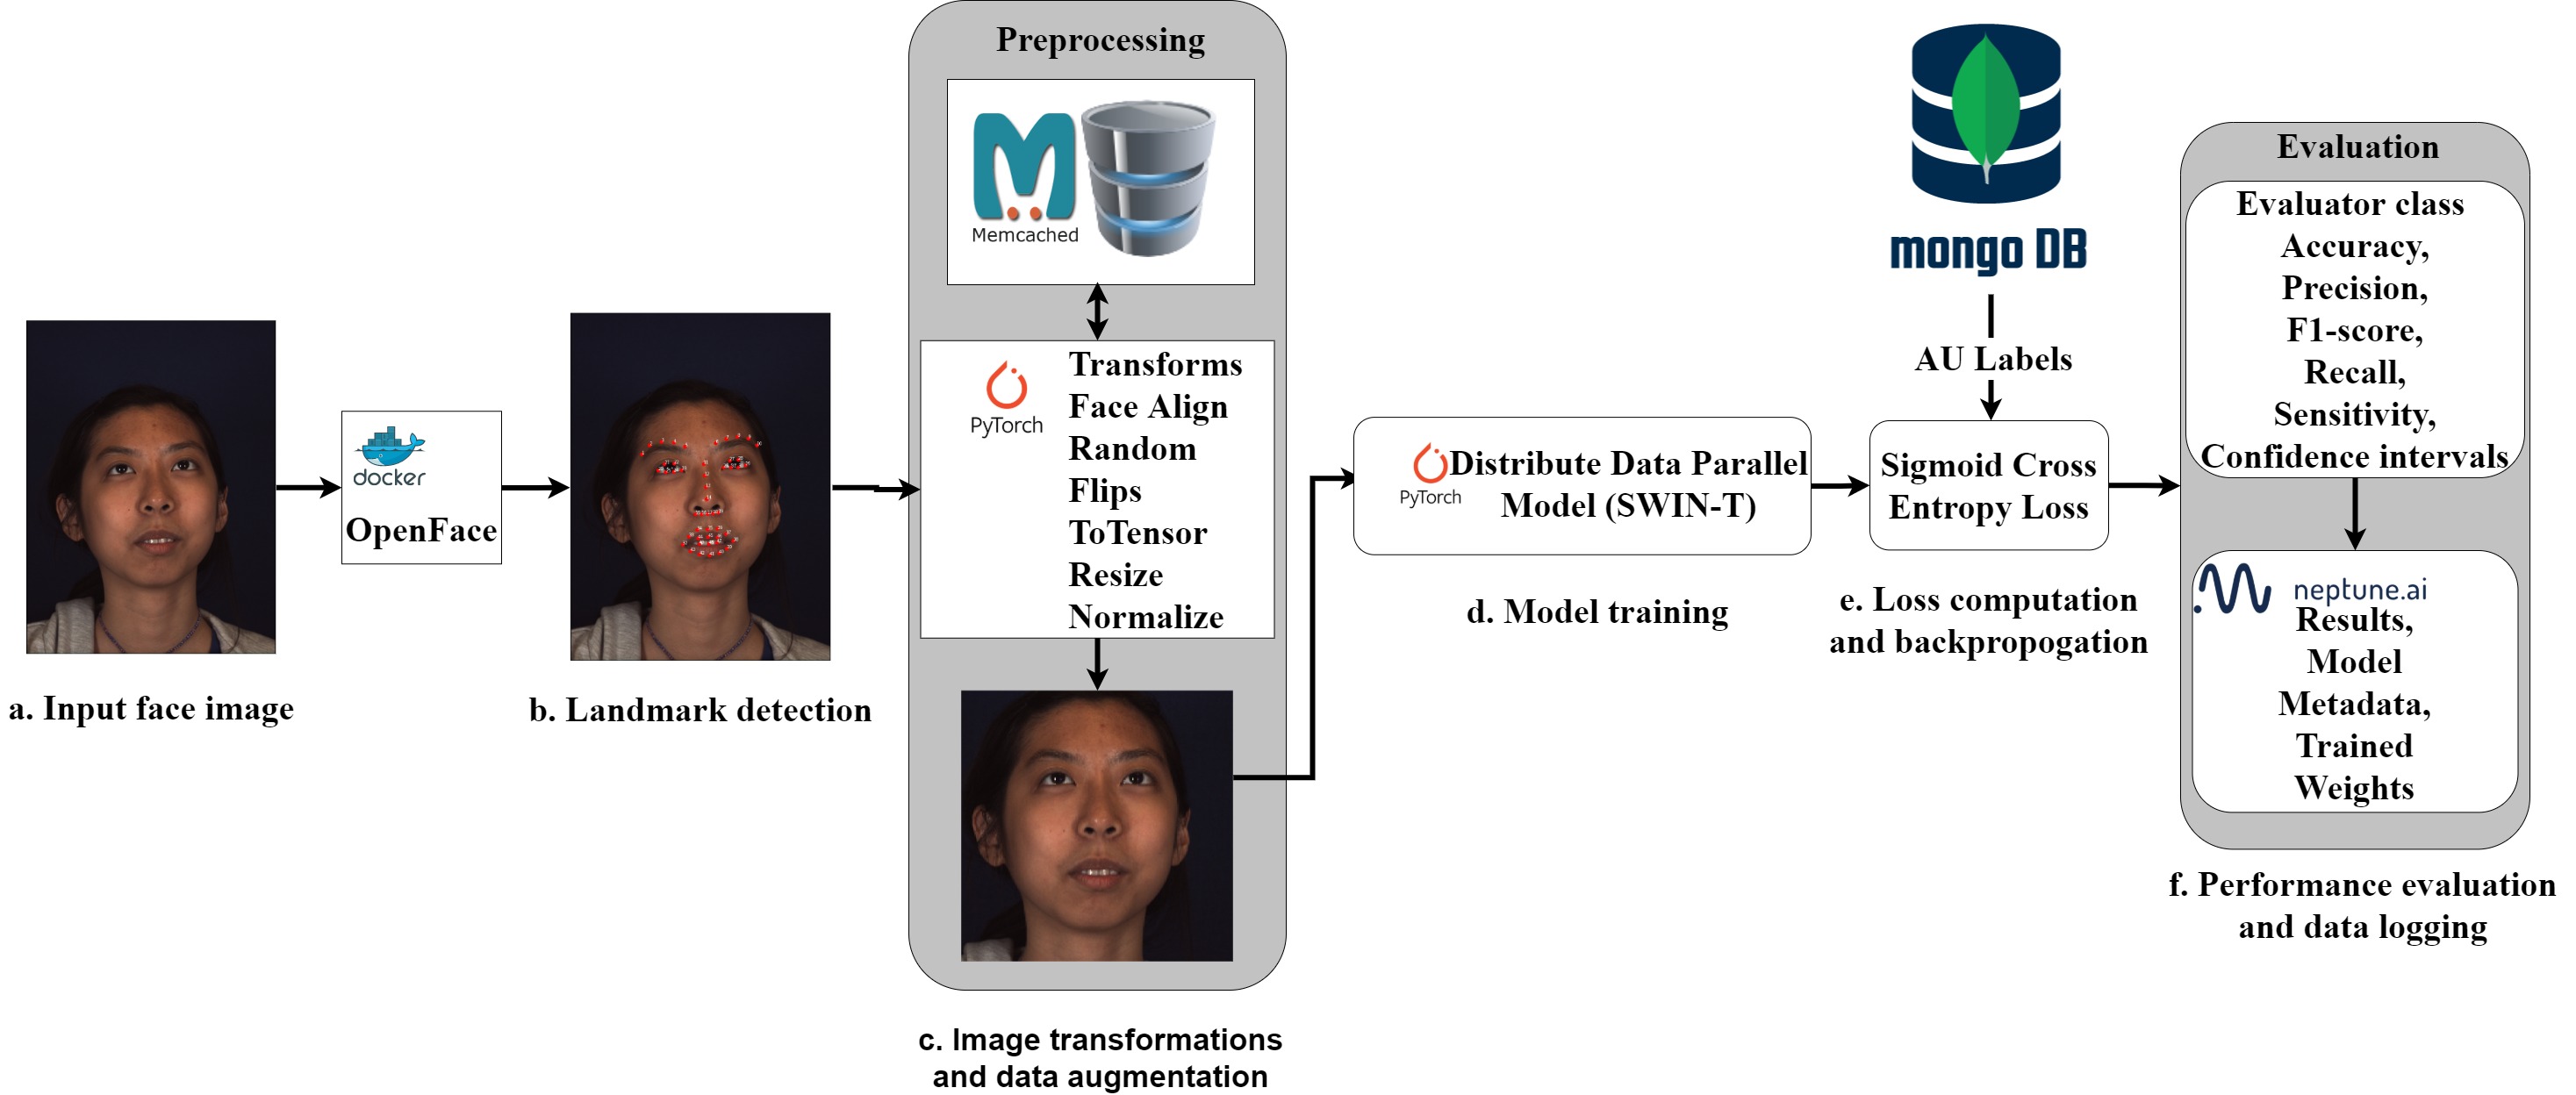 a. Input face image
docker
OpenFace
b. Landmark detection
Preprocessing
Memcached
PyTorch
Transforms
Face Align
Random
Flips
ToTensor
Resize
Normalize
c. Image transformations
and data augmentation
PyTorch
Distribute Data Parallel
Model (SWIN-T)
d. Model training
mongo DB
AU Labels
Sigmoid Cross
Entropy Loss
e. Loss computation
and backpropogation
Evaluation
Evaluator class
Accuracy,
Precision,
F1-score,
Recall,
Sensitivity,
Confidence intervals
neptune.ai
Results,
Model
Metadata,
Trained
Weights
f. Performance evaluation
and data logging